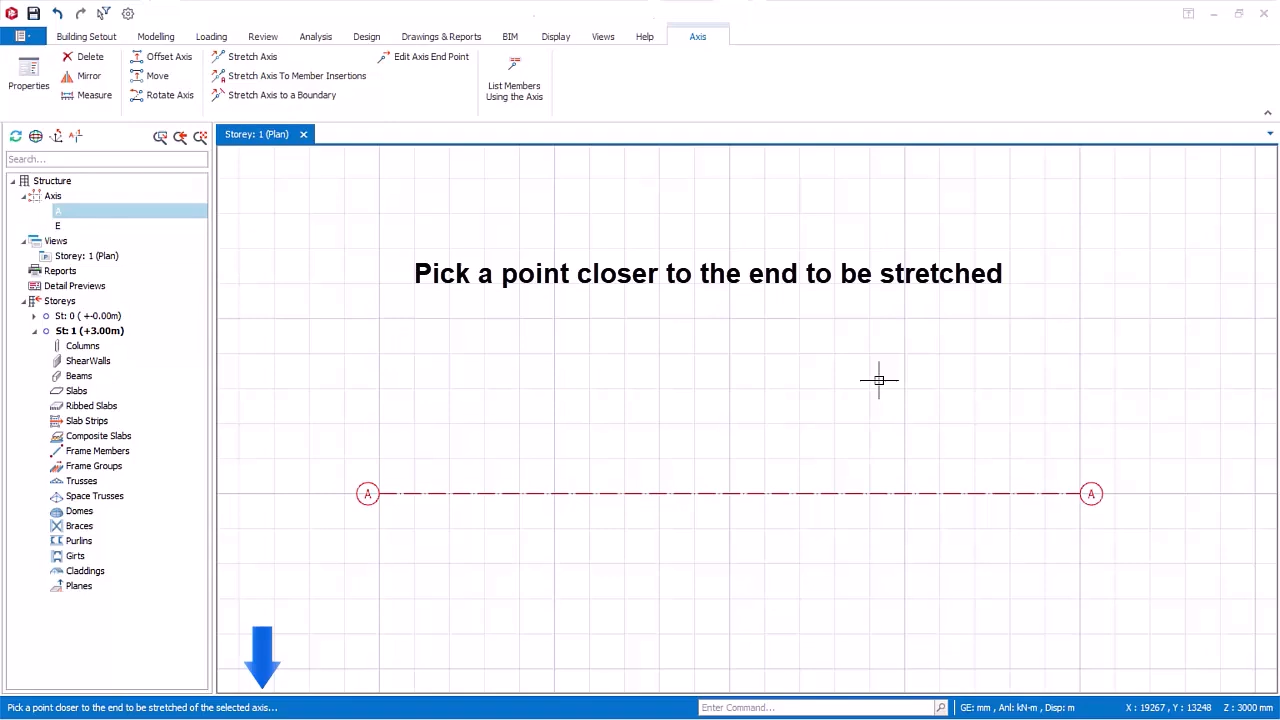 Building Setout Modelling Loading Review Analysis Design Drawings & Reports BIM Display Views Help Axis
Properties
Delete
Mirror
Measure
Offset Axis
Move
Rotate Axis
Stretch Axis
Stretch Axis To Member Insertions
Stretch Axis to a Boundary
Edit Axis End Point
List Members
Using the Axis
Storey: 1 (Plan)
Search...
Structure
Axis
A
E
Views
Storey: 1 (Plan)
Reports
Detail Previews
Storeys
St: 0 ( +-0.00m)
St: 1 (+3.00m)
Columns
ShearWalls
Beams
Slabs
Ribbed Slabs
Slab Strips
Composite Slabs
Frame Members
Frame Groups
Trusses
Space Trusses
Domes
Braces
Purlins
Girts
Claddings
Planes
Pick a point closer to the end to be stretched
A A
Pick a point closer to the end to be stretched of the selected axis...
Enter Command...
GE: mm , Anl: kN-m , Disp: m
X : 19267 , Y : 13248
Z : 3000 mm